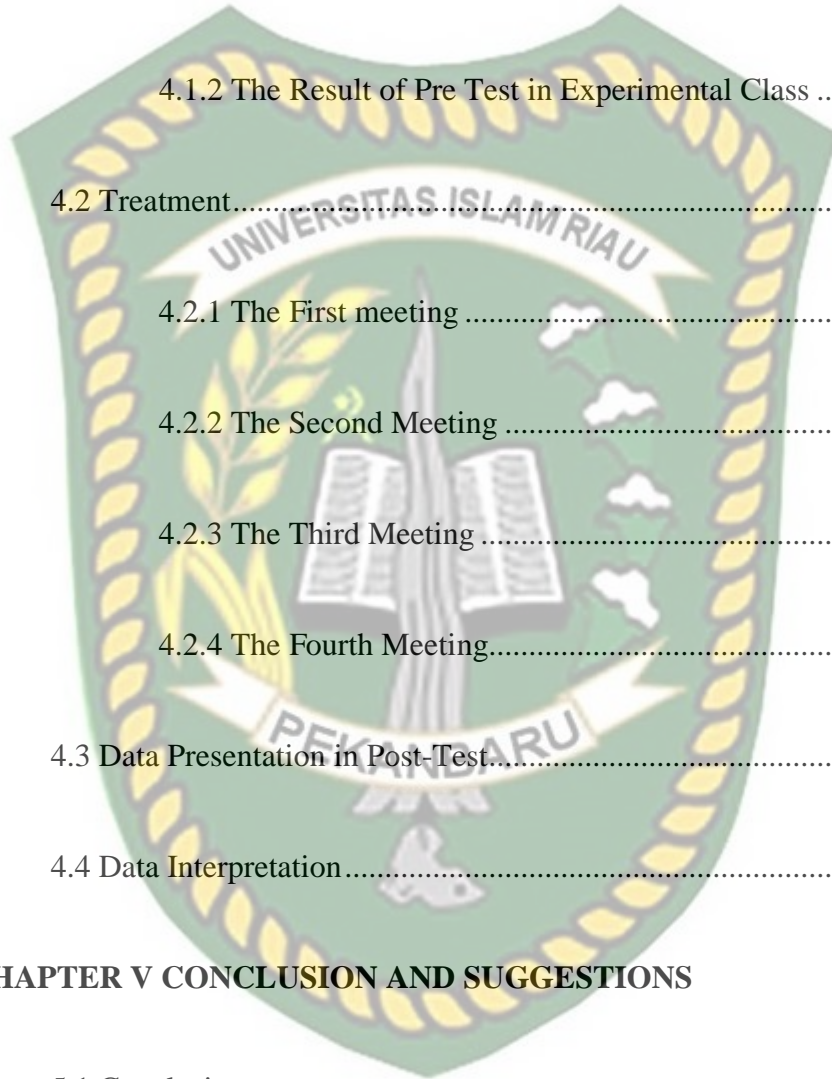 4.1.2 The Result of Pre Test in Experimental Class ..
4.2 Treatment..........................................................................
UNIVERSITAS ISLAM RIAU
4.2.1 The First meeting .............................................
4.2.2 The Second Meeting ........................................
4.2.3 The Third Meeting ...........................................
4.2.4 The Fourth Meeting..........................................
PEKANBARU
4.3 Data Presentation in Post-Test..........................................
4.4 Data Interpretation............................................................
HAPTER V CONCLUSION AND SUGGESTIONS